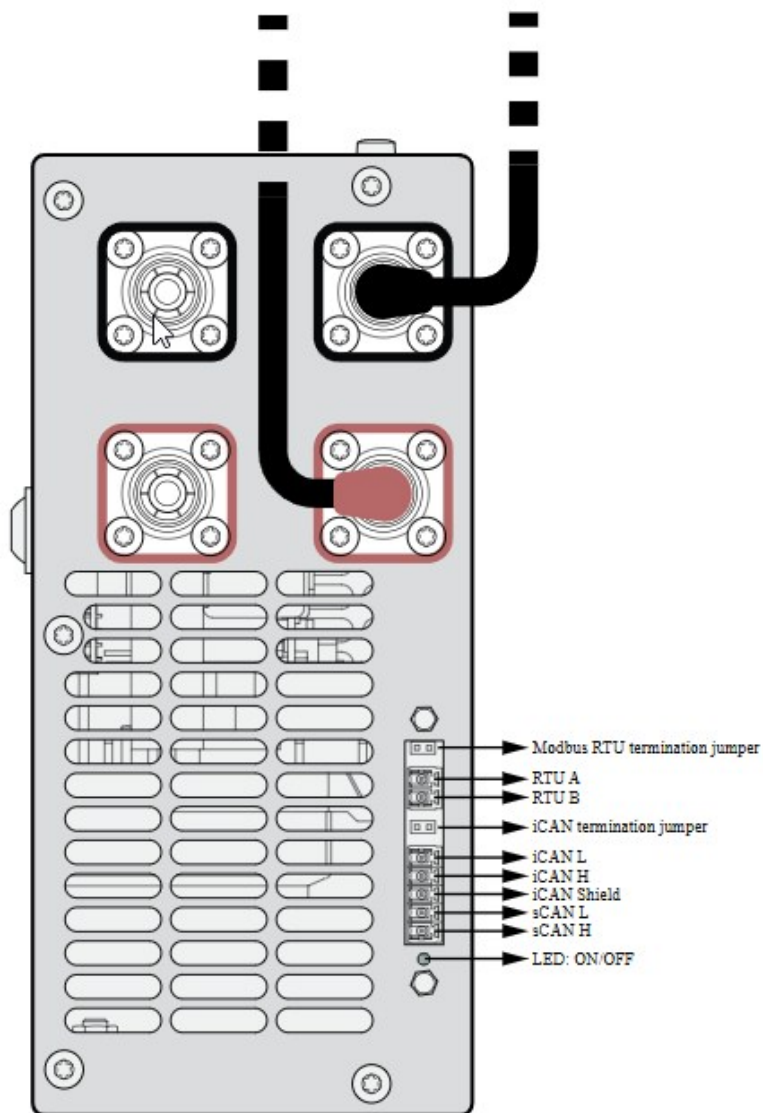 Modbus RTU termination jumper
RTU A
RTU B
iCAN termination jumper
iCAN L
iCAN H
iCAN Shield
sCAN L
sCAN H
LED: ON/OFF